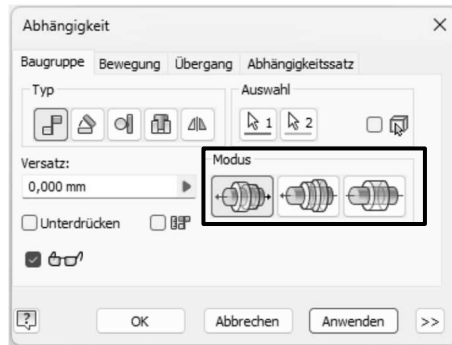 Abhängigkeit
Baugruppe Bewegung Übergang Abhängigkeitssatz
Typ
Auswahl
1 2
Versatz:
Modus
0,000 mm
Unterdrücken
?
OK
Abbrechen
Anwenden
>>